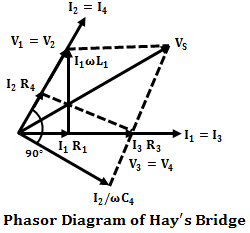 I₂ = I₄
V₁ = V₂
V_S
I₁ωL₁
I₂ R₄
I₁ R₁
I₃ R₃
I₁ = I₃
V₃ = V₄
90°
I₂/ωC₄
Phasor Diagram of Hay's Bridge